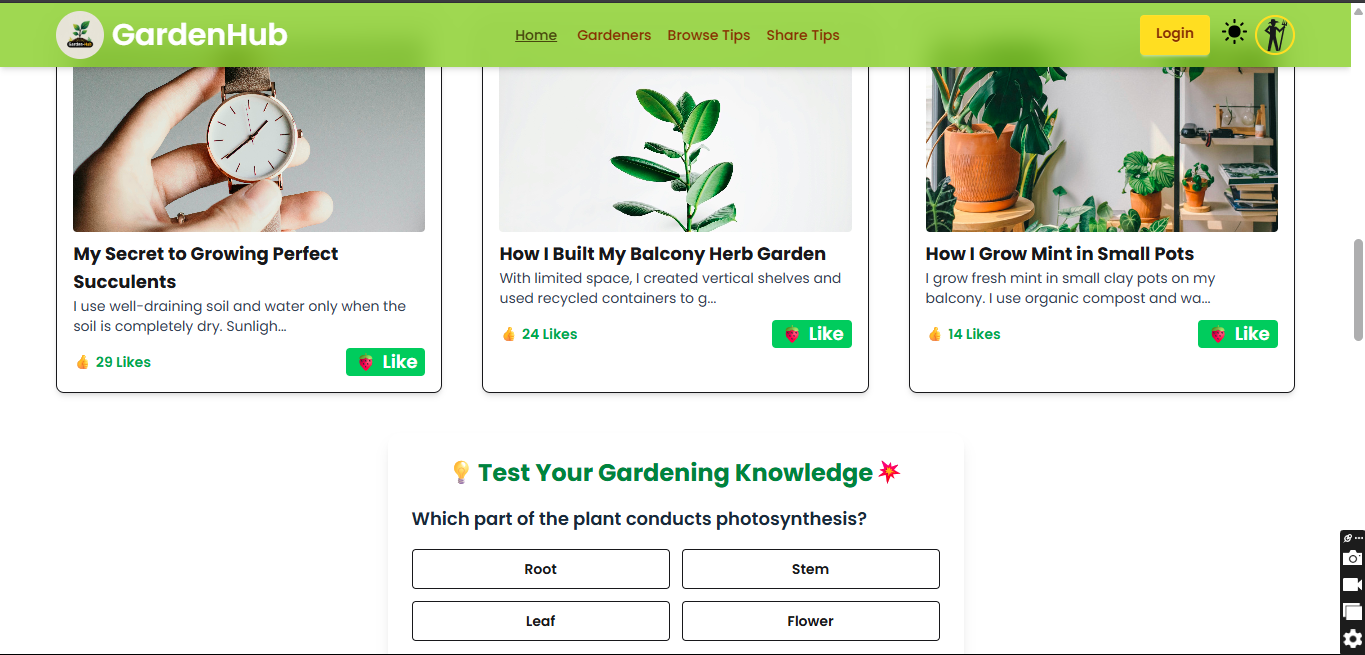 GardenHub
Home Gardeners Browse Tips Share Tips
Login
My Secret to Growing Perfect
Succulents
I use well-draining soil and water only when the
soil is completely dry. Sunligh...
29 Likes
Like
How I Built My Balcony Herb Garden
With limited space, I created vertical shelves and
used recycled containers to g...
24 Likes
Like
How I Grow Mint in Small Pots
I grow fresh mint in small clay pots on my
balcony. I use organic compost and wa...
14 Likes
Like
Test Your Gardening Knowledge
Which part of the plant conducts photosynthesis?
Root
Stem
Leaf
Flower